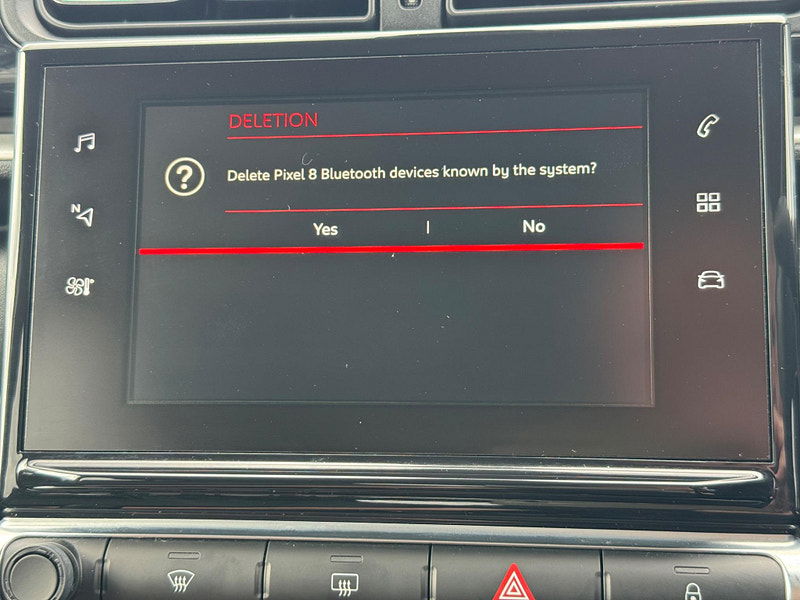 DELETION
Delete Pixel 8 Bluetooth devices known by the system?
Yes | No
N